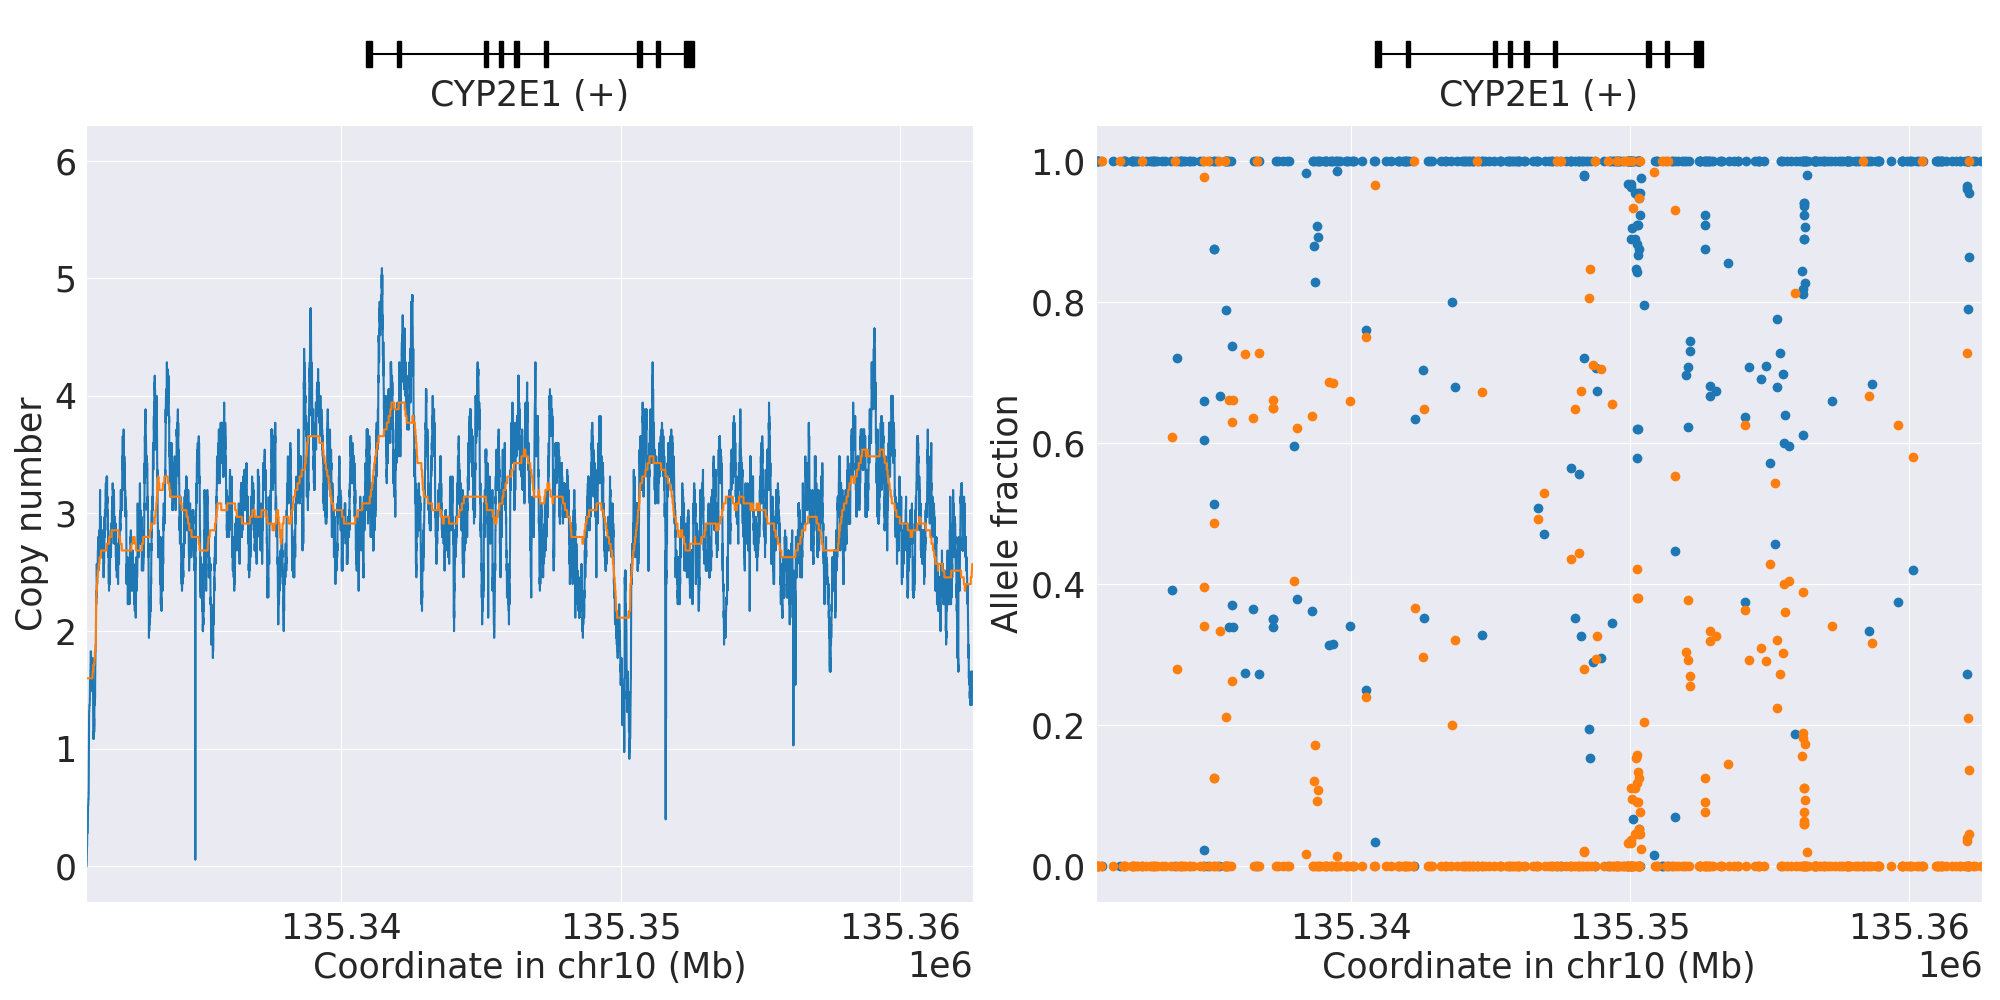 CYP2E1 (+)
6
5
4
3
2
1
0
Copy number
135.34
135.35
135.36
Coordinate in chr10 (Mb)
1e6
CYP2E1 (+)
1.0
0.8
0.6
0.4
0.2
0.0
Allele fraction
135.34
135.35
135.36
Coordinate in chr10 (Mb)
1e6